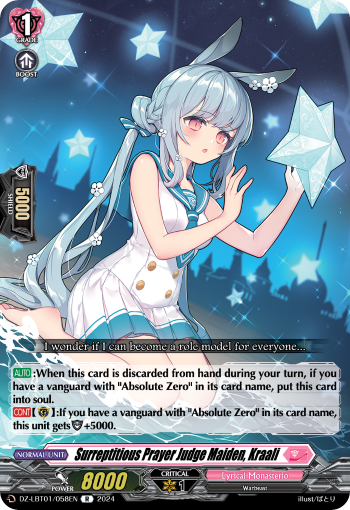 1
GRADE
BOOST
5000
SHIELD
I wonder if I can become a role model for everyone...
AUTO :When this card is discarded from hand during your turn, if you
have a vanguard with "Absolute Zero" in its card name, put this card
into soul.
CONT【 】:If you have a vanguard with "Absolute Zero" in its card name,
this unit gets +5000.
NORMAL UNIT
Surreptitious Prayer Judge Maiden, Kraali
Lyrical Monasterio
POWER 8000
CRITICAL
1
Warbeast
D DZ-LBT01/058EN R 2024
illust/ぱとり